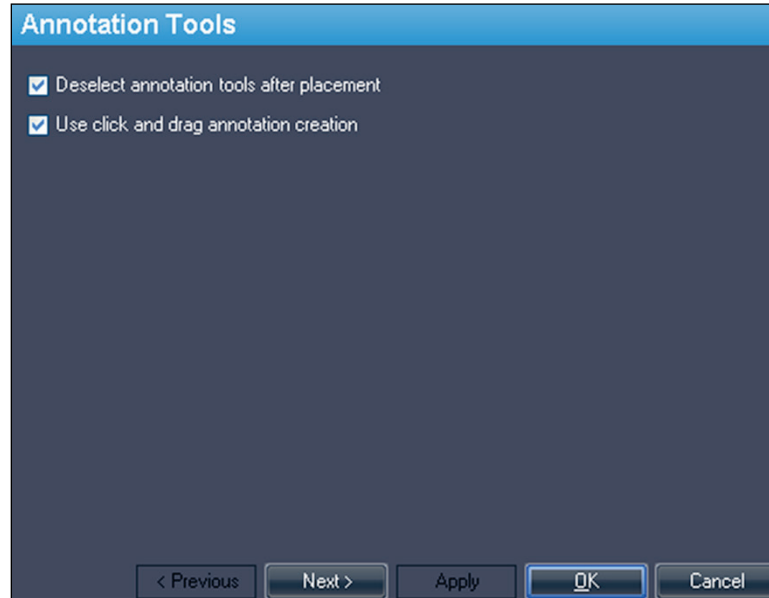 Annotation Tools
Deselect annotation tools after placement
Use click and drag annotation creation
< Previous Next > Apply OK Cancel